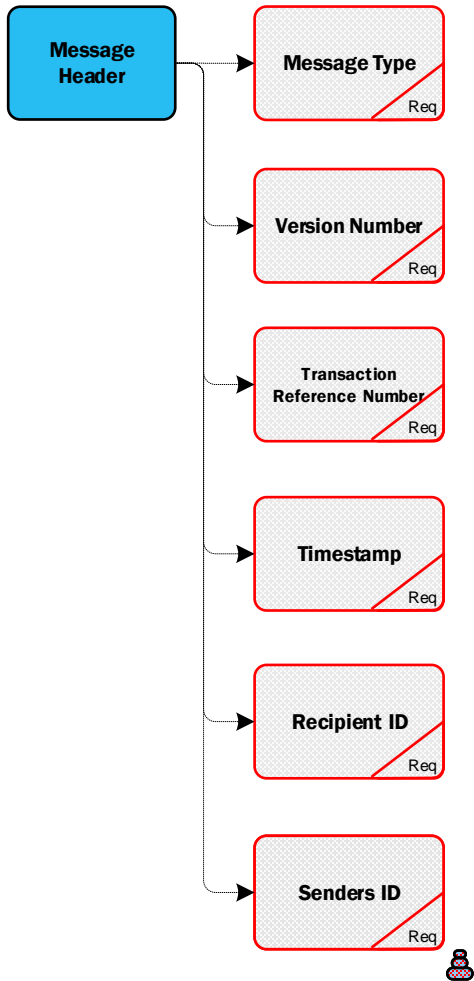 Message
Header
Message Type
Req
Version Number
Req
Transaction
Reference Number
Req
Timestamp
Req
Recipient ID
Req
Senders ID
Req